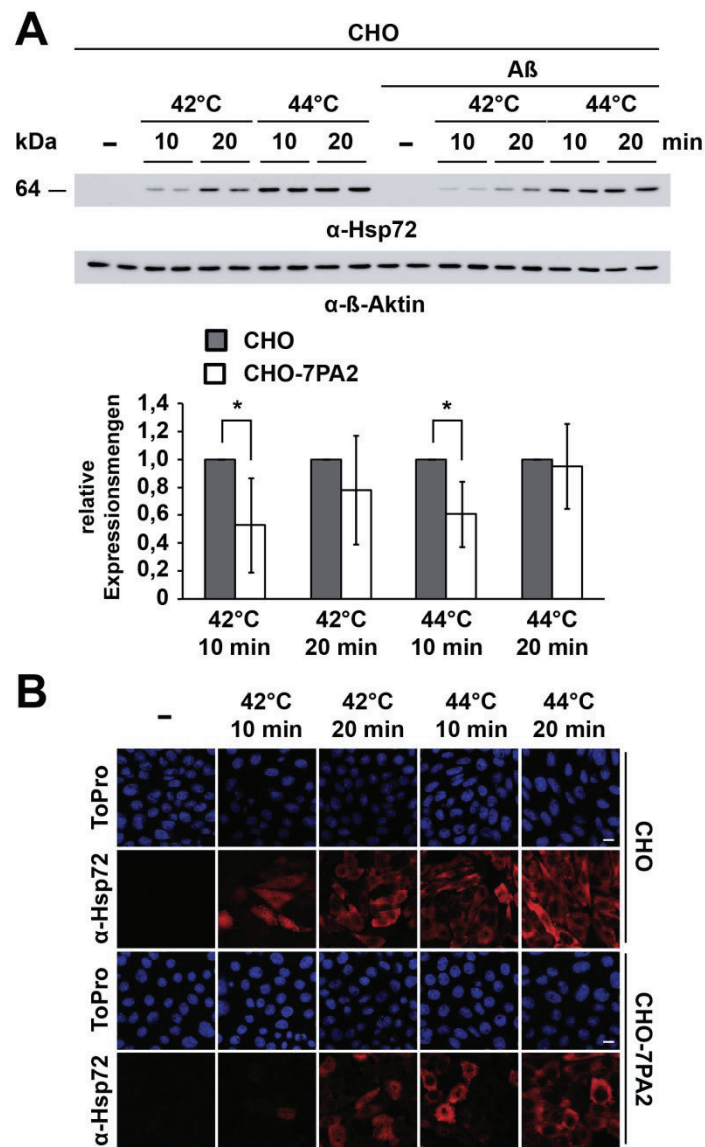 A
CHO
Aß
42°C 44°C 42°C 44°C
kDa – 10 20 10 20 – 10 20 10 20 min
64 —
α-Hsp72
α-ß-Aktin
CHO
CHO-7PA2
relative
Expressionsmengen
1,4
1,2
1,0
0,8
0,6
0,4
0,2
0
* *
42°C 42°C 44°C 44°C
10 min 20 min 10 min 20 min
B
– 42°C 42°C 44°C 44°C
10 min 20 min 10 min 20 min
ToPro
α-Hsp72
CHO
ToPro
α-Hsp72
CHO-7PA2